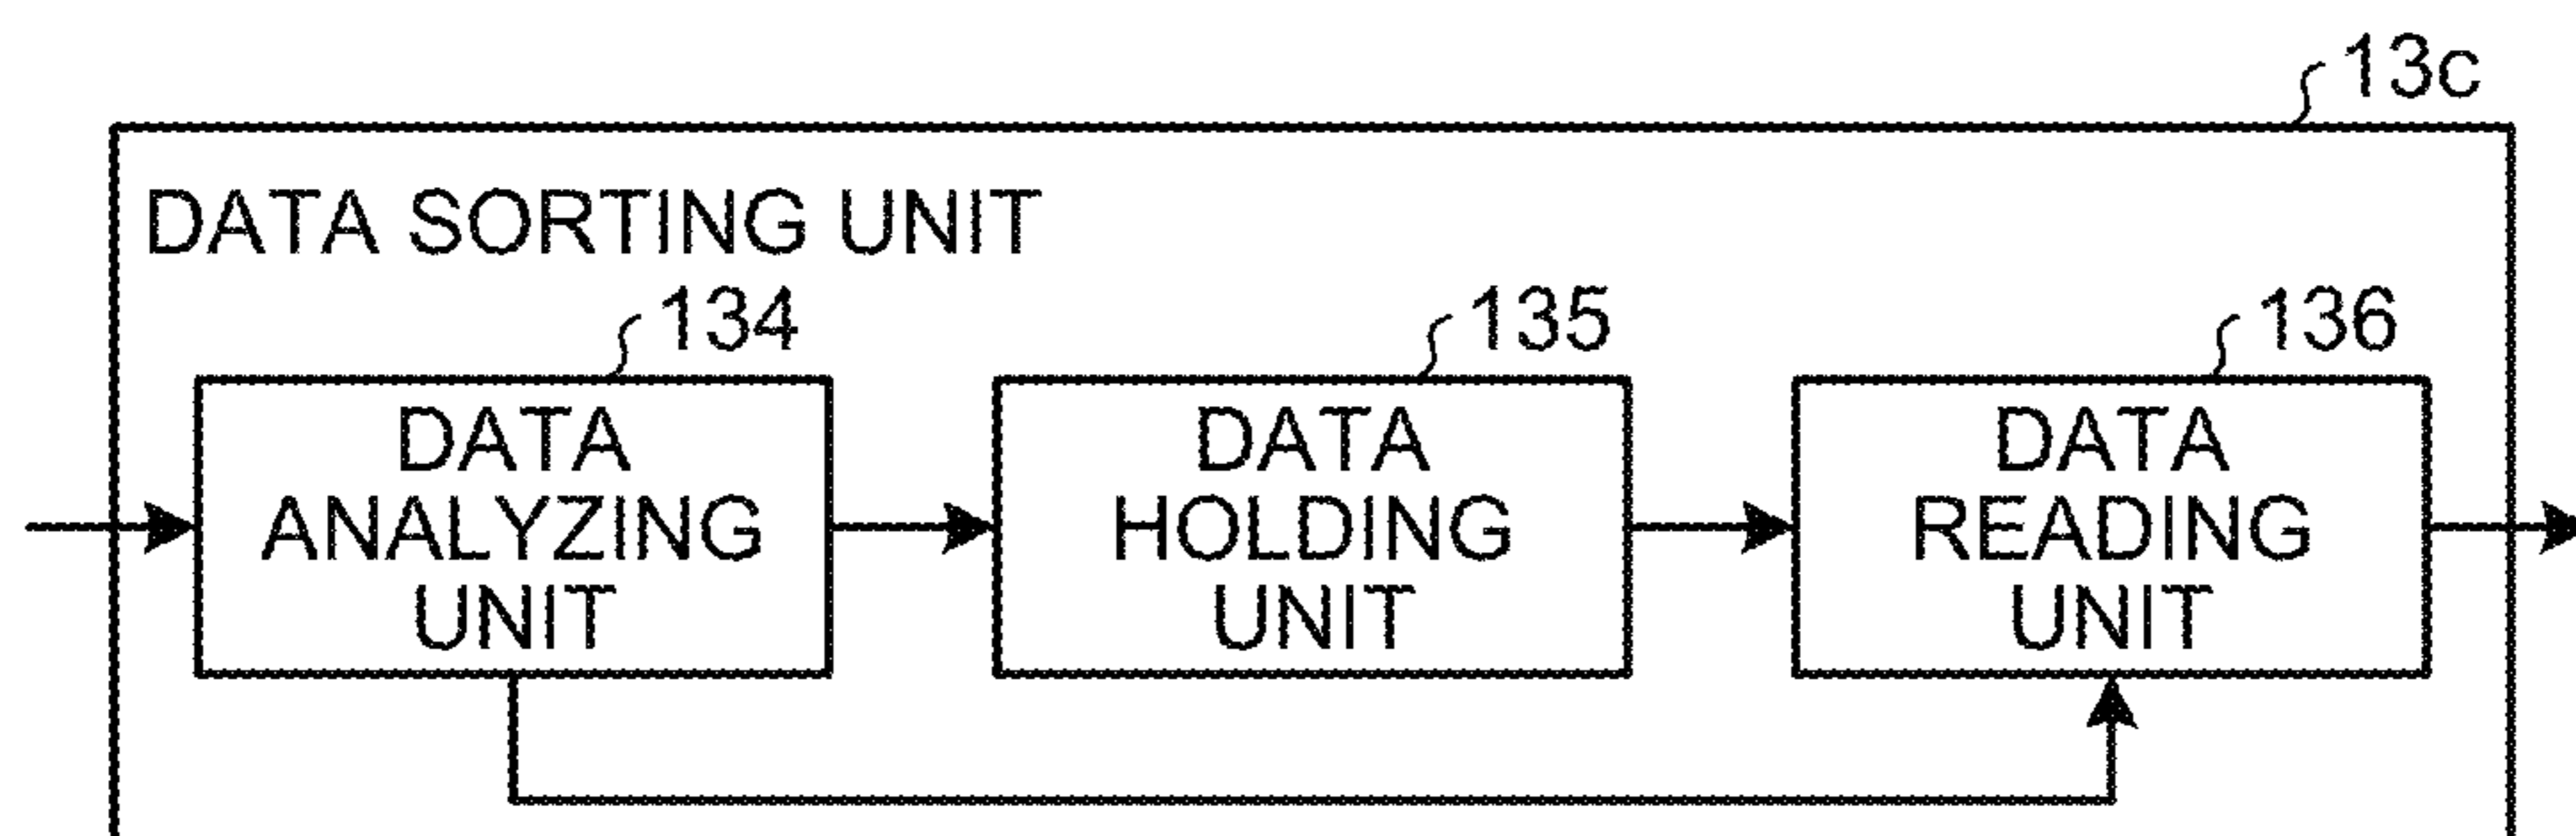 13c
DATA SORTING UNIT
134
135
136
DATA
ANALYZING
UNIT
DATA
HOLDING
UNIT
DATA
READING
UNIT